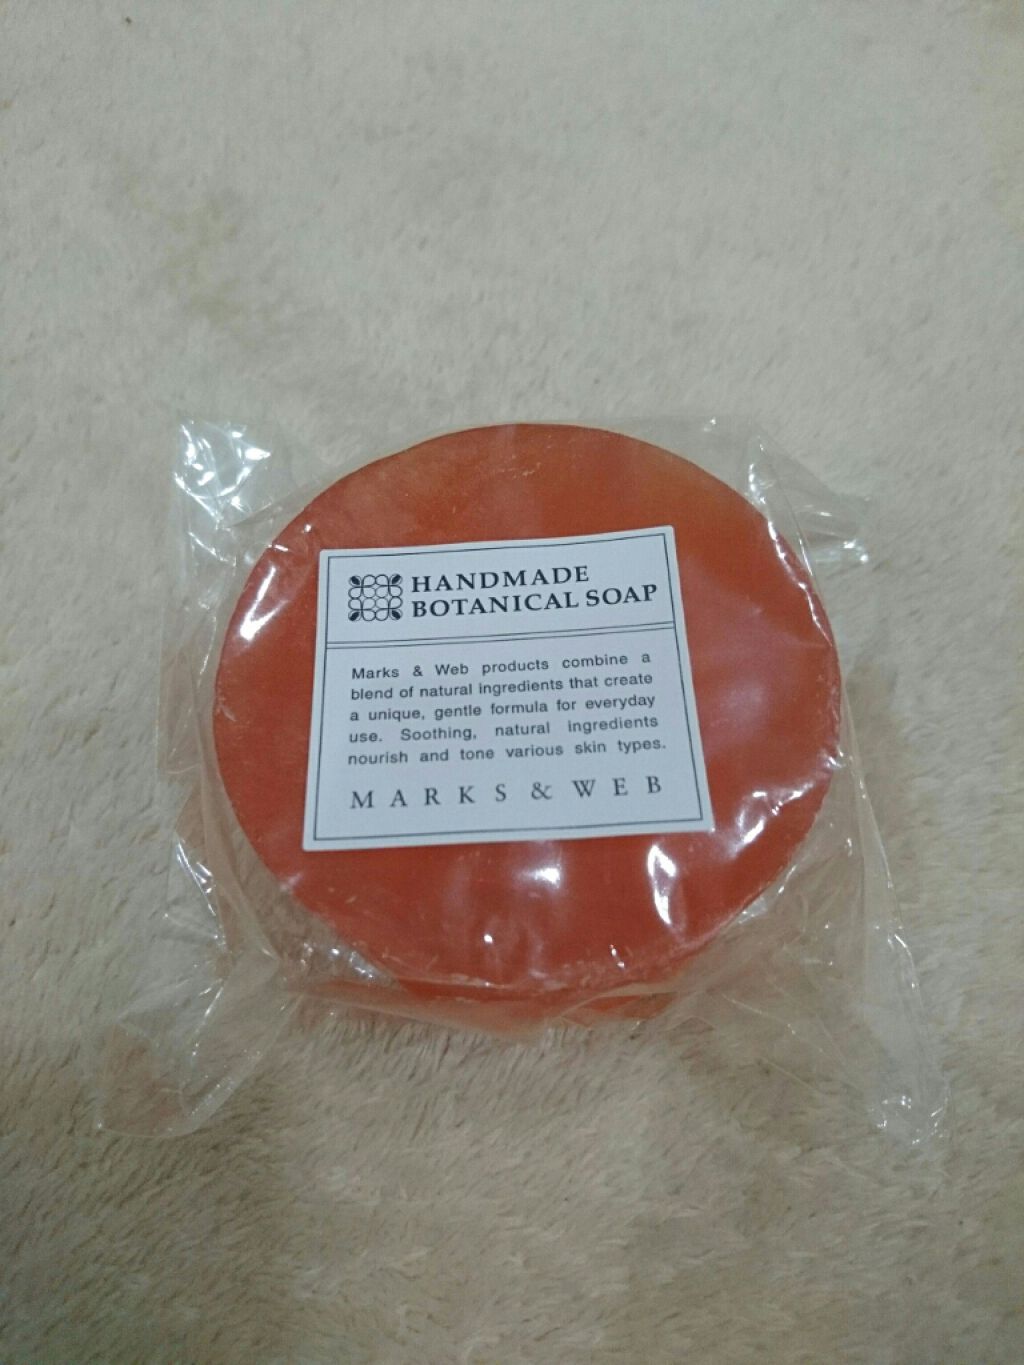 HANDMADE
BOTANICAL SOAP
Marks & Web products combine a
blend of natural ingredients that create
a unique, gentle formula for everyday
use. Soothing, natural ingredients
nourish and tone various skin types.
MARKS & WEB